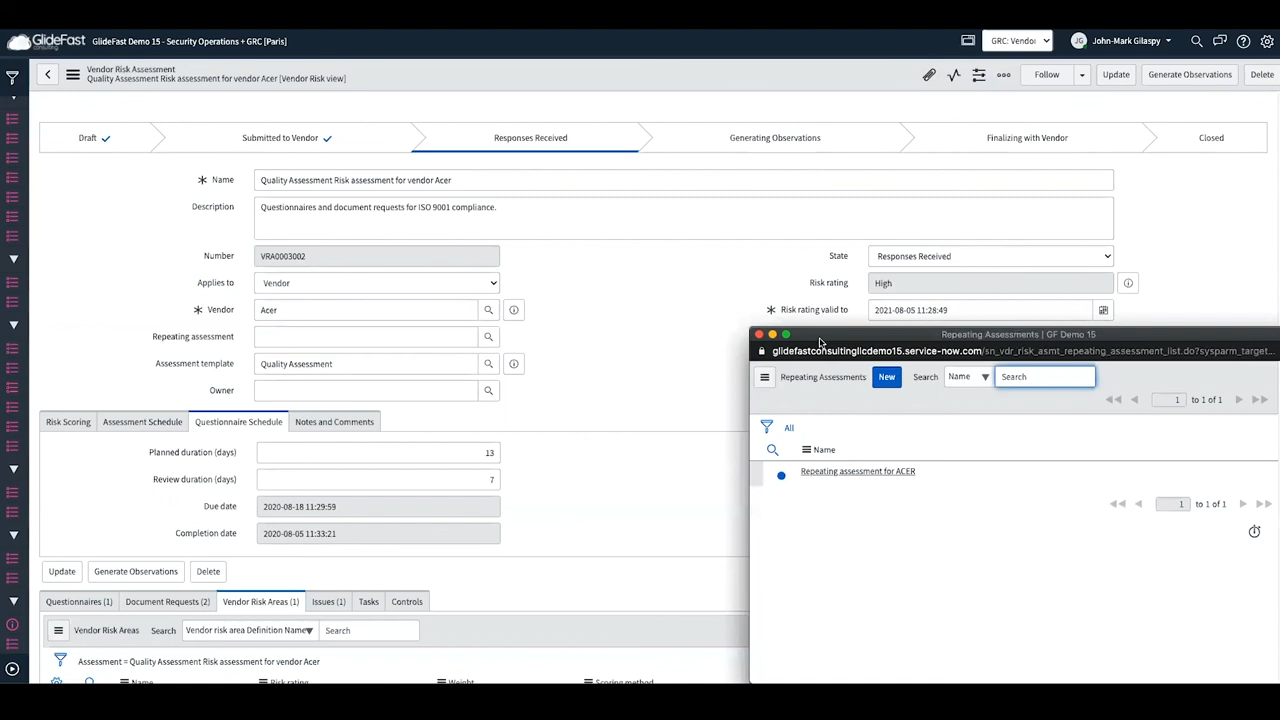 GlideFast
consulting
GlideFast Demo 15 - Security Operations + GRC [Paris]
GRC: Vendor
JG
John-Mark Gilaspy
Vendor Risk Assessment
Quality Assessment Risk assessment for vendor Acer [Vendor Risk view]
Follow
Update
Generate Observations
Delete
Draft
Submitted to Vendor
Responses Received
Generating Observations
Finalizing with Vendor
Closed
Name
Quality Assessment Risk assessment for vendor Acer
Description
Questionnaires and document requests for ISO 9001 compliance.
Number
VRA0003002
State
Responses Received
Applies to
Vendor
Risk rating
High
Vendor
Acer
Risk rating valid to
2021-08-05 11:28:49
Repeating assessment
Assessment template
Quality Assessment
Owner
Repeating Assessments | GF Demo 15
glidefastconsultingllcdemo15.service-now.com/sn_vdr_risk_asmt_repeating_assessment_list.do?sysparm_target...
Repeating Assessments
New
Search
Name
Search
1 to 1 of 1
All
Name
Repeating assessment for ACER
1 to 1 of 1
Risk Scoring
Assessment Schedule
Questionnaire Schedule
Notes and Comments
Planned duration (days)
13
Review duration (days)
7
Due date
2020-08-18 11:29:59
Completion date
2020-08-05 11:33:21
Update
Generate Observations
Delete
Questionnaires (1)
Document Requests (2)
Vendor Risk Areas (1)
Issues (1)
Tasks
Controls
Vendor Risk Areas
Search
Vendor risk area Definition Name
Search
Assessment = Quality Assessment Risk assessment for vendor Acer
Name
Risk rating
Weight
Scoring method